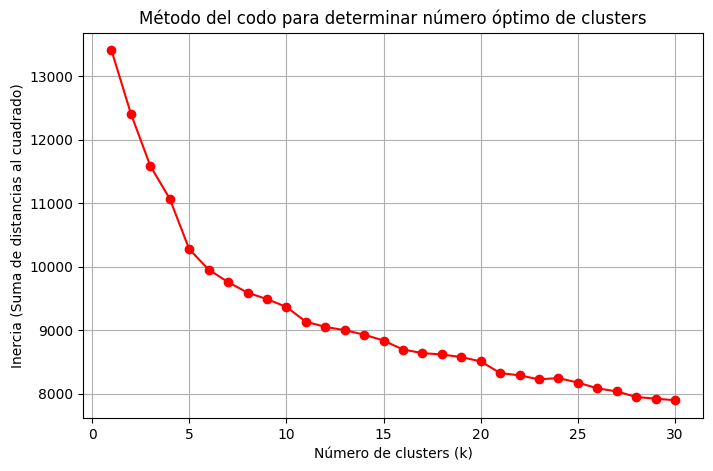 Método del codo para determinar número óptimo de clusters
Inercia (Suma de distancias al cuadrado)
13000
12000
11000
10000
9000
8000
0 5 10 15 20 25 30
Número de clusters (k)